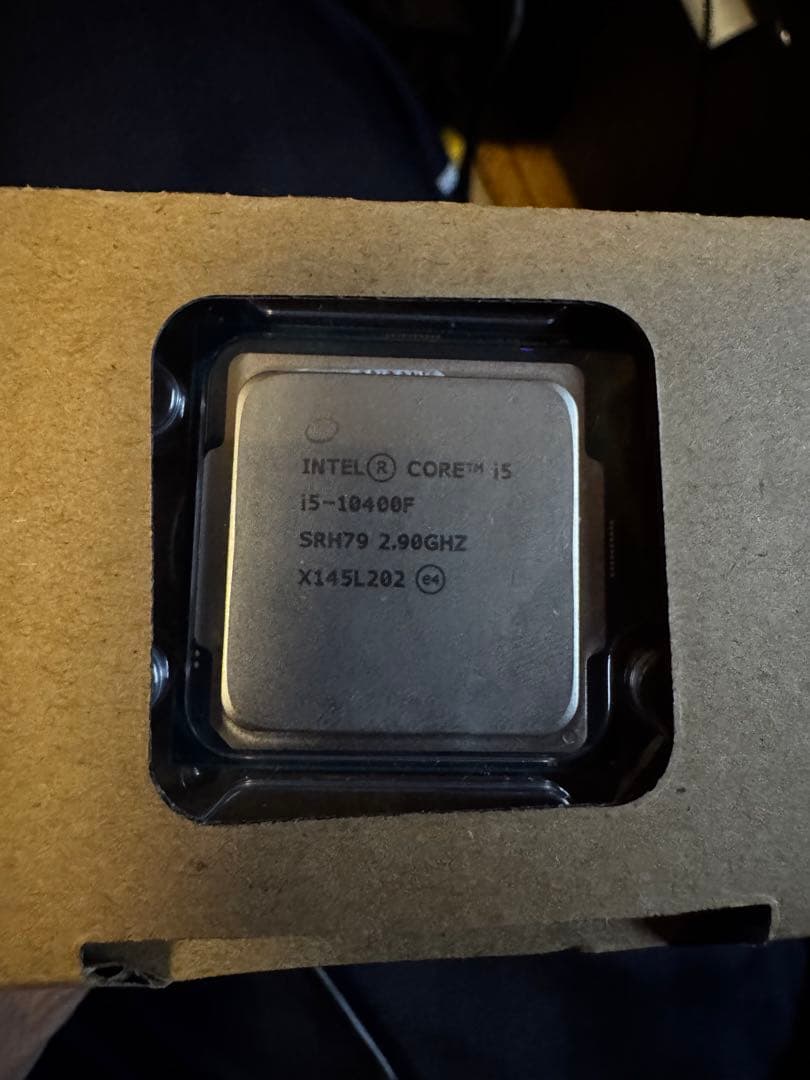 INTEL® CORE™ i5
i5-10400F
SRH79 2.90GHZ
X145L202 e4